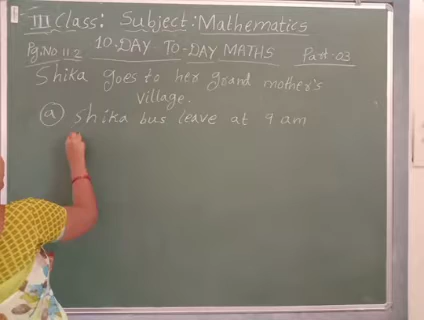 III Class: Subject: Mathematics
Pg.No 112 10-DAY-TO-DAY MATHS Part-03
Shika goes to her grand mother's
village.
(a) Shika bus leave at 9 am